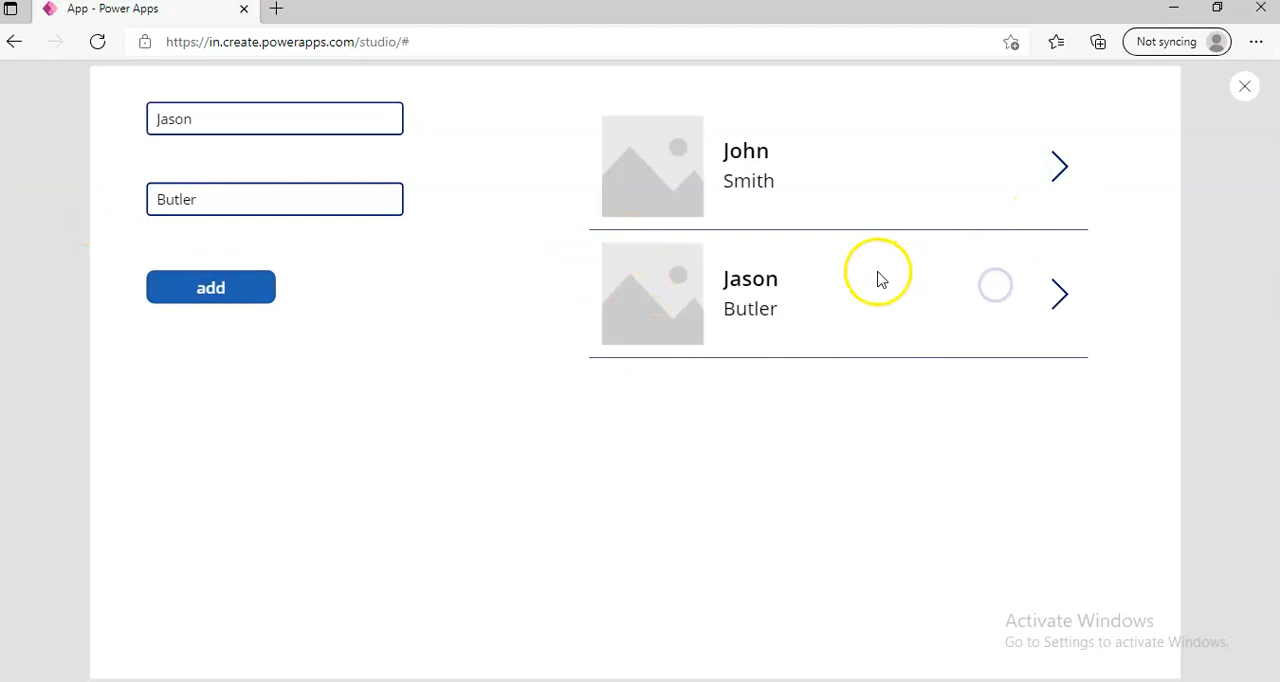 App - Power Apps
https://in.create.powerapps.com/studio/#
Not syncing
Jason
Butler
add
John
Smith
Jason
Butler
Activate Windows
Go to Settings to activate Windows.